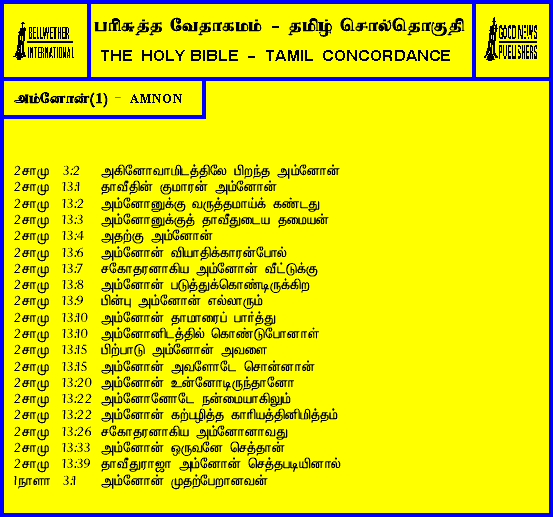 BELLWETHER
INTERNATIONAL
பரிசுத்த வேதாகமம் - தமிழ் சொல்தொகுதி
THE HOLY BIBLE - TAMIL CONCORDANCE
GOOD NEWS
PUBLISHERS
அம்னோன்(1) - AMNON
2சாமு 3:2 அகினோவாமிடத்திலே பிறந்த அம்னோன்
2சாமு 13:1 தாவீதின் குமாரன் அம்னோன்
2சாமு 13:2 அம்னோனுக்கு வருத்தமாய்க் கண்டது
2சாமு 13:3 அம்னோனுக்குத் தாவீதுடைய தமையன்
2சாமு 13:4 அதற்கு அம்னோன்
2சாமு 13:6 அம்னோன் வியாதிக்காரன்போல்
2சாமு 13:7 சகோதரனாகிய அம்னோன் வீட்டுக்கு
2சாமு 13:8 அம்னோன் படுத்துக்கொண்டிருக்கிற
2சாமு 13:9 பின்பு அம்னோன் எல்லாரும்
2சாமு 13:10 அம்னோன் தாமாரைப் பார்த்து
2சாமு 13:10 அம்னோனிடத்தில் கொண்டுபோனாள்
2சாமு 13:15 பிற்பாடு அம்னோன் அவளை
2சாமு 13:15 அம்னோன் அவளோடே சொன்னான்
2சாமு 13:20 அம்னோன் உன்னோடிருந்தானோ
2சாமு 13:22 அம்னோனோடே நன்மையாகிலும்
2சாமு 13:22 அம்னோன் கற்பழித்த காரியத்தினிமித்தம்
2சாமு 13:26 சகோதரனாகிய அம்னோனாவது
2சாமு 13:33 அம்னோன் ஒருவனே செத்தான்
2சாமு 13:39 தாவீதுராஜா அம்னோன் செத்தபடியினால்
1நாளா 3:1 அம்னோன் முதற்பேறானவன்